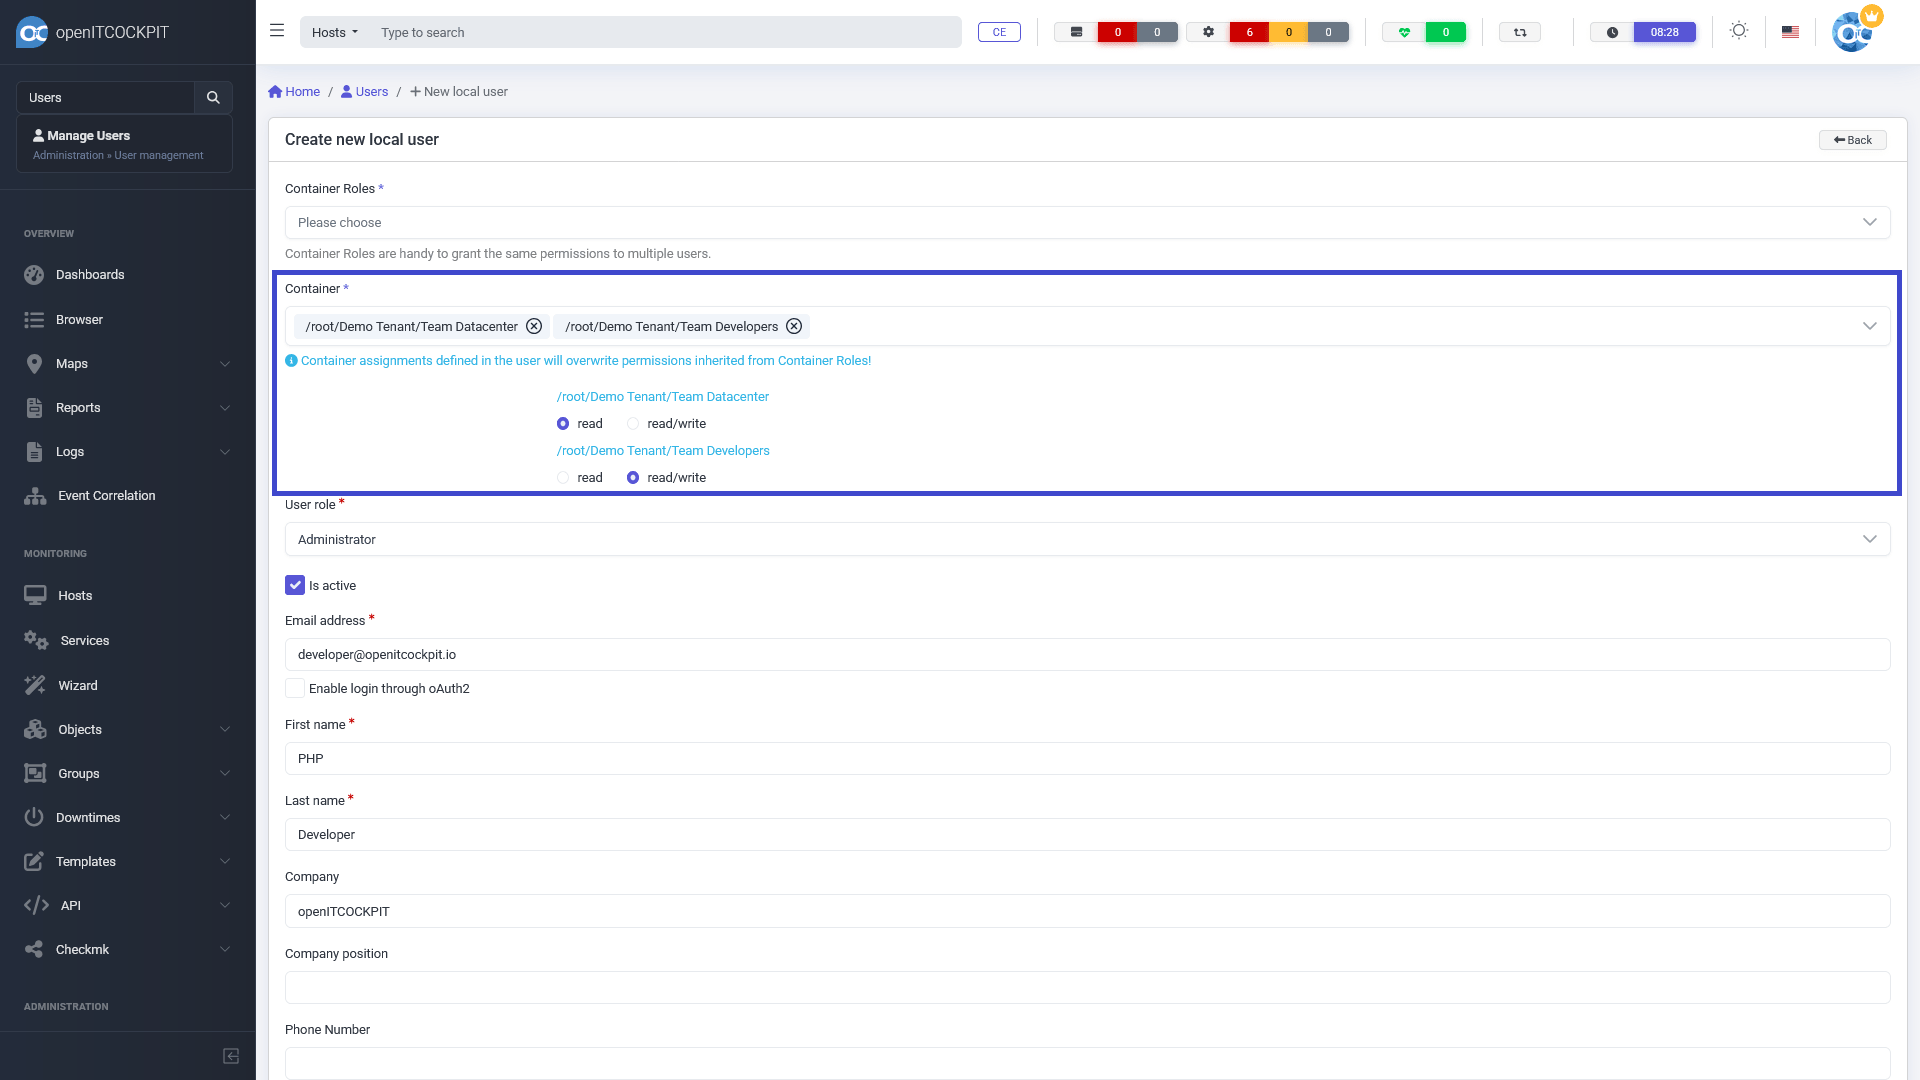 openITCOCKPIT
Hosts
Type to search
CE
0 0
6 0 0
0
08:28
Users
Manage Users
Administration » User management
OVERVIEW
Dashboards
Browser
Maps
Reports
Logs
Event Correlation
MONITORING
Hosts
Services
Wizard
Objects
Groups
Downtimes
Templates
API
Checkmk
ADMINISTRATION
Home / Users / New local user
Create new local user
Back
Container Roles *
Please choose
Container Roles are handy to grant the same permissions to multiple users.
Container *
/root/Demo Tenant/Team Datacenter /root/Demo Tenant/Team Developers
Container assignments defined in the user will overwrite permissions inherited from Container Roles!
/root/Demo Tenant/Team Datacenter
read read/write
/root/Demo Tenant/Team Developers
read read/write
User role *
Administrator
Is active
Email address *
developer@openitcockpit.io
Enable login through oAuth2
First name *
PHP
Last name *
Developer
Company
openITCOCKPIT
Company position
Phone Number